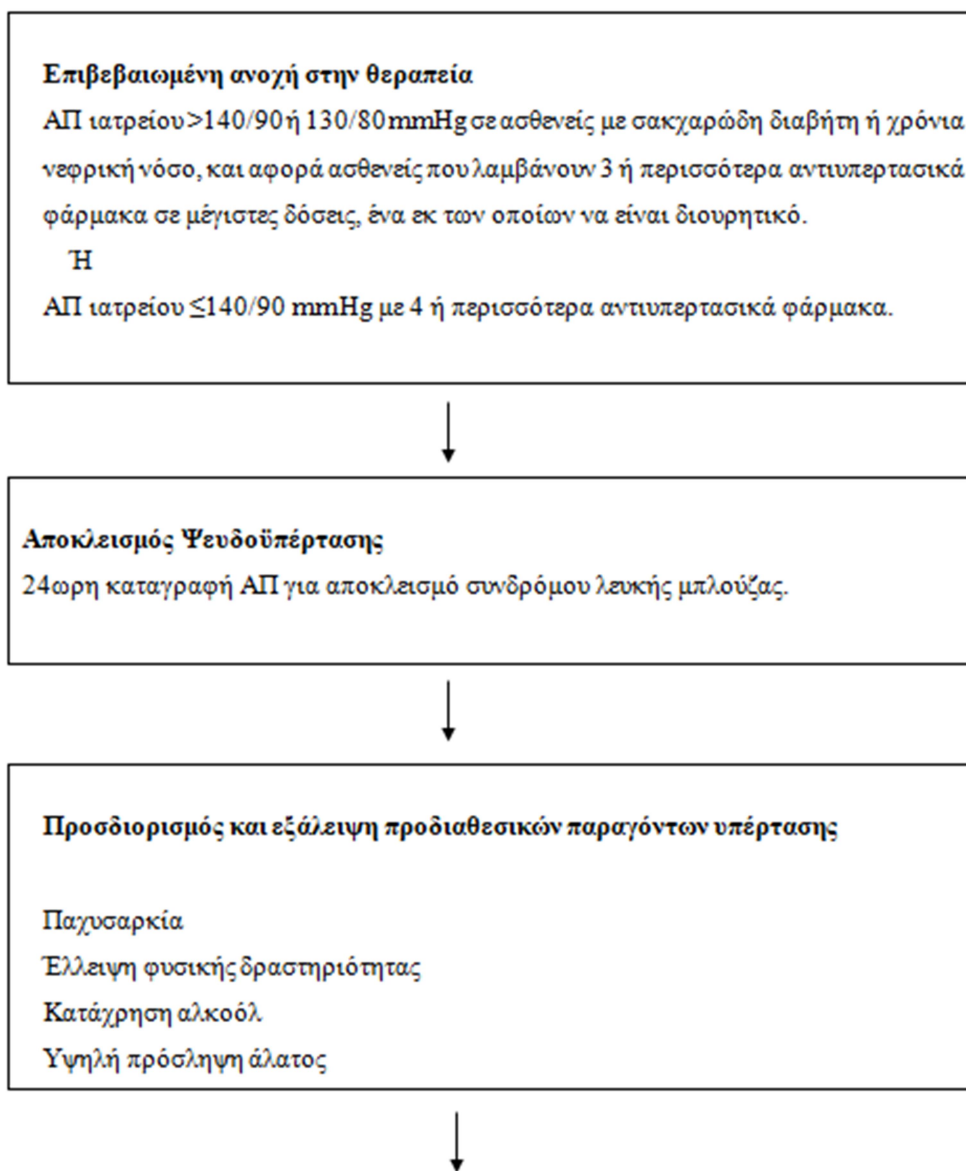 Επιβεβαιωμένη ανοχή στην θεραπεία
ΑΠ ιατρείου >140/90 ή 130/80 mmHg σε ασθενείς με σακχαρώδη διαβήτη ή χρόνια
νεφρική νόσο, και αφορά ασθενείς που λαμβάνουν 3 ή περισσότερα αντιυπερτασικά
φάρμακα σε μέγιστες δόσεις, ένα εκ των οποίων να είναι διουρητικό.
Ή
ΑΠ ιατρείου ≤140/90 mmHg με 4 ή περισσότερα αντιυπερτασικά φάρμακα.
Αποκλεισμός Ψευδοϋπέρτασης
24ωρη καταγραφή ΑΠ για αποκλεισμό συνδρόμου λευκής μπλούζας.
Προσδιορισμός και εξάλειψη προδιαθεσικών παραγόντων υπέρτασης
Παχυσαρκία
Έλλειψη φυσικής δραστηριότητας
Κατάχρηση αλκοόλ
Υψηλή πρόσληψη άλατος